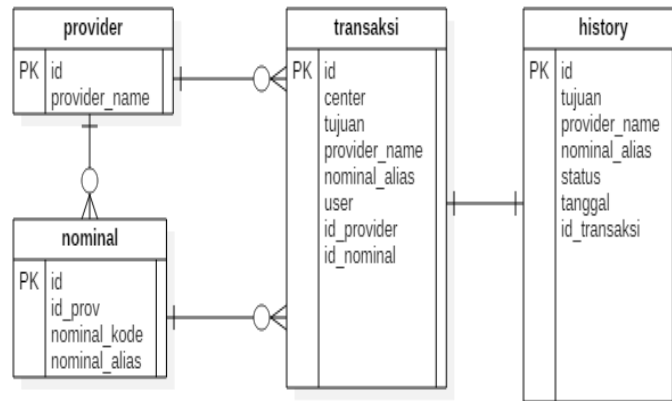 provider
PK id
provider_name
nominal
PK id
id_prov
nominal_kode
nominal_alias
transaksi
PK id
center
tujuan
provider_name
nominal_alias
user
id_provider
id_nominal
history
PK id
tujuan
provider_name
nominal_alias
status
tanggal
id_transaksi